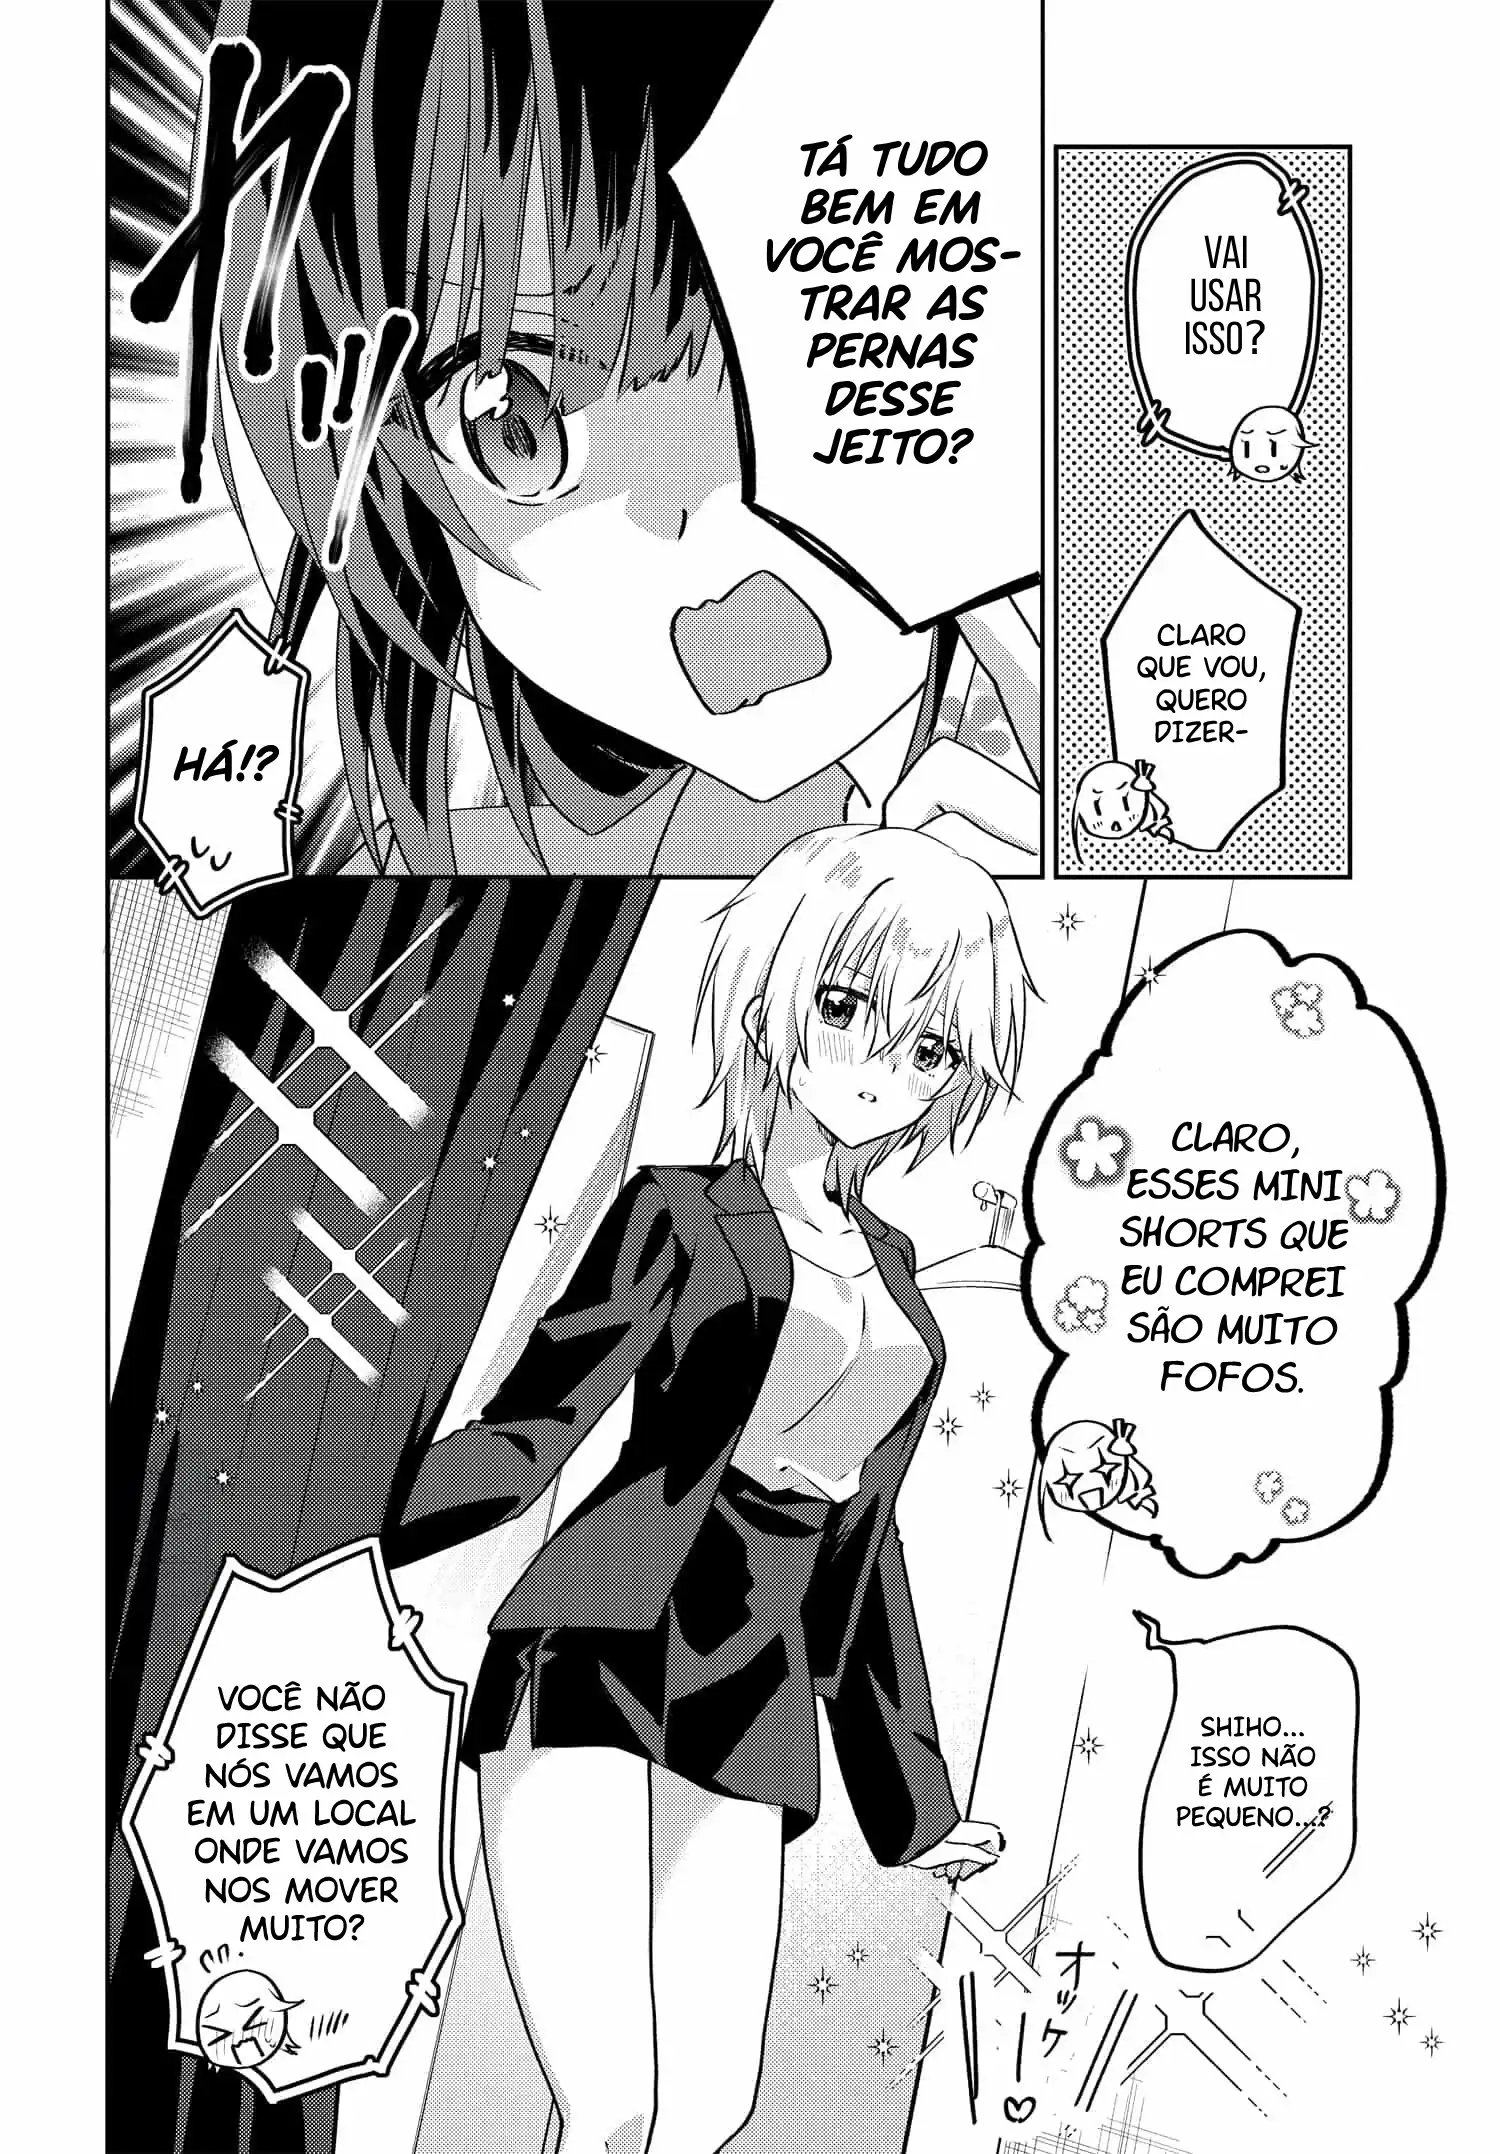 VAI
USAR
ISSO?
CLARO
QUE VOU,
QUERO
DIZER-
TÁ TUDO
BEM EM
VOCÊ MOS-
TRAR AS
PERNAS
DESSE
JEITO?
HÁ!?
CLARO,
ESSES MINI
SHORTS QUE
EU COMPREI
SÃO MUITO
FOFOS.
SHIHO...
ISSO NÃO
É MUITO
PEQUENO...?
オッケー♡
VOCÊ NÃO
DISSE QUE
NÓS VAMOS
EM UM LOCAL
ONDE VAMOS
NOS MOVER
MUITO?